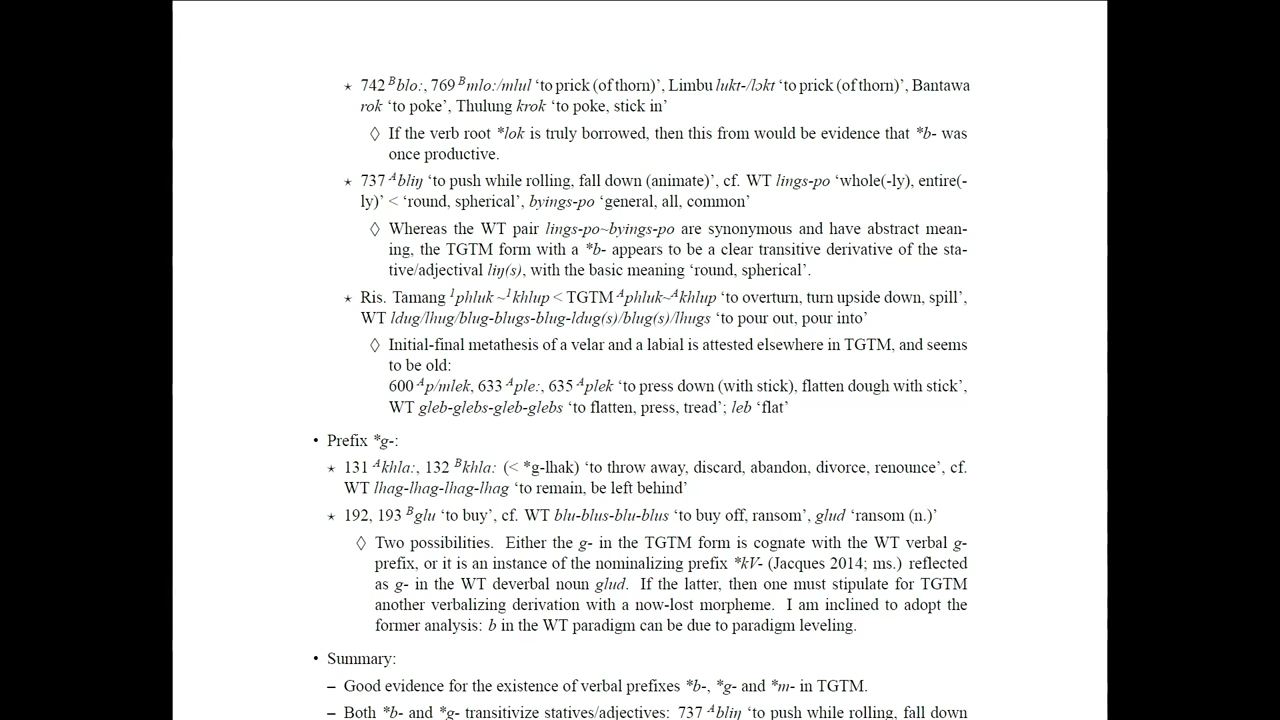 ⋆ 742 ᴮblo:, 769 ᴮmlo:/mlul ‘to prick (of thorn)’, Limbu lukt-/lɔkt ‘to prick (of thorn)’, Bantawa
rok ‘to poke’, Thulung krok ‘to poke, stick in’
◊ If the verb root *lok is truly borrowed, then this from would be evidence that *b- was
once productive.
⋆ 737 ᴬbliŋ ‘to push while rolling, fall down (animate)’, cf. WT lings-po ‘whole(-ly), entire(-
ly)’ < ‘round, spherical’, byings-po ‘general, all, common’
◊ Whereas the WT pair lings-po~byings-po are synonymous and have abstract mean-
ing, the TGTM form with a *b- appears to be a clear transitive derivative of the sta-
tive/adjectival liŋ(s), with the basic meaning ‘round, spherical’.
⋆ Ris. Tamang ¹phluk ~¹khlup < TGTM ᴬphluk~ᴬkhlup ‘to overturn, turn upside down, spill’,
WT ldug/lhug/blug-blugs-blug-ldug(s)/blug(s)/lhugs ‘to pour out, pour into’
◊ Initial-final metathesis of a velar and a labial is attested elsewhere in TGTM, and seems
to be old:
600 ᴬp/mlek, 633 ᴬple:, 635 ᴬplek ‘to press down (with stick), flatten dough with stick’,
WT gleb-glebs-gleb-glebs ‘to flatten, press, tread’; leb ‘flat’
• Prefix *g-:
⋆ 131 ᴬkhla:, 132 ᴮkhla: (< *g-lhak) ‘to throw away, discard, abandon, divorce, renounce’, cf.
WT lhag-lhag-lhag-lhag ‘to remain, be left behind’
⋆ 192, 193 ᴮglu ‘to buy’, cf. WT blu-blus-blu-blus ‘to buy off, ransom’, glud ‘ransom (n.)’
◊ Two possibilities. Either the g- in the TGTM form is cognate with the WT verbal g-
prefix, or it is an instance of the nominalizing prefix *kV- (Jacques 2014; ms.) reflected
as g- in the WT deverbal noun glud. If the latter, then one must stipulate for TGTM
another verbalizing derivation with a now-lost morpheme. I am inclined to adopt the
former analysis: b in the WT paradigm can be due to paradigm leveling.
• Summary:
– Good evidence for the existence of verbal prefixes *b-, *g- and *m- in TGTM.
– Both *b- and *g- transitivize statives/adjectives: 737 ᴬbliŋ ‘to push while rolling, fall down